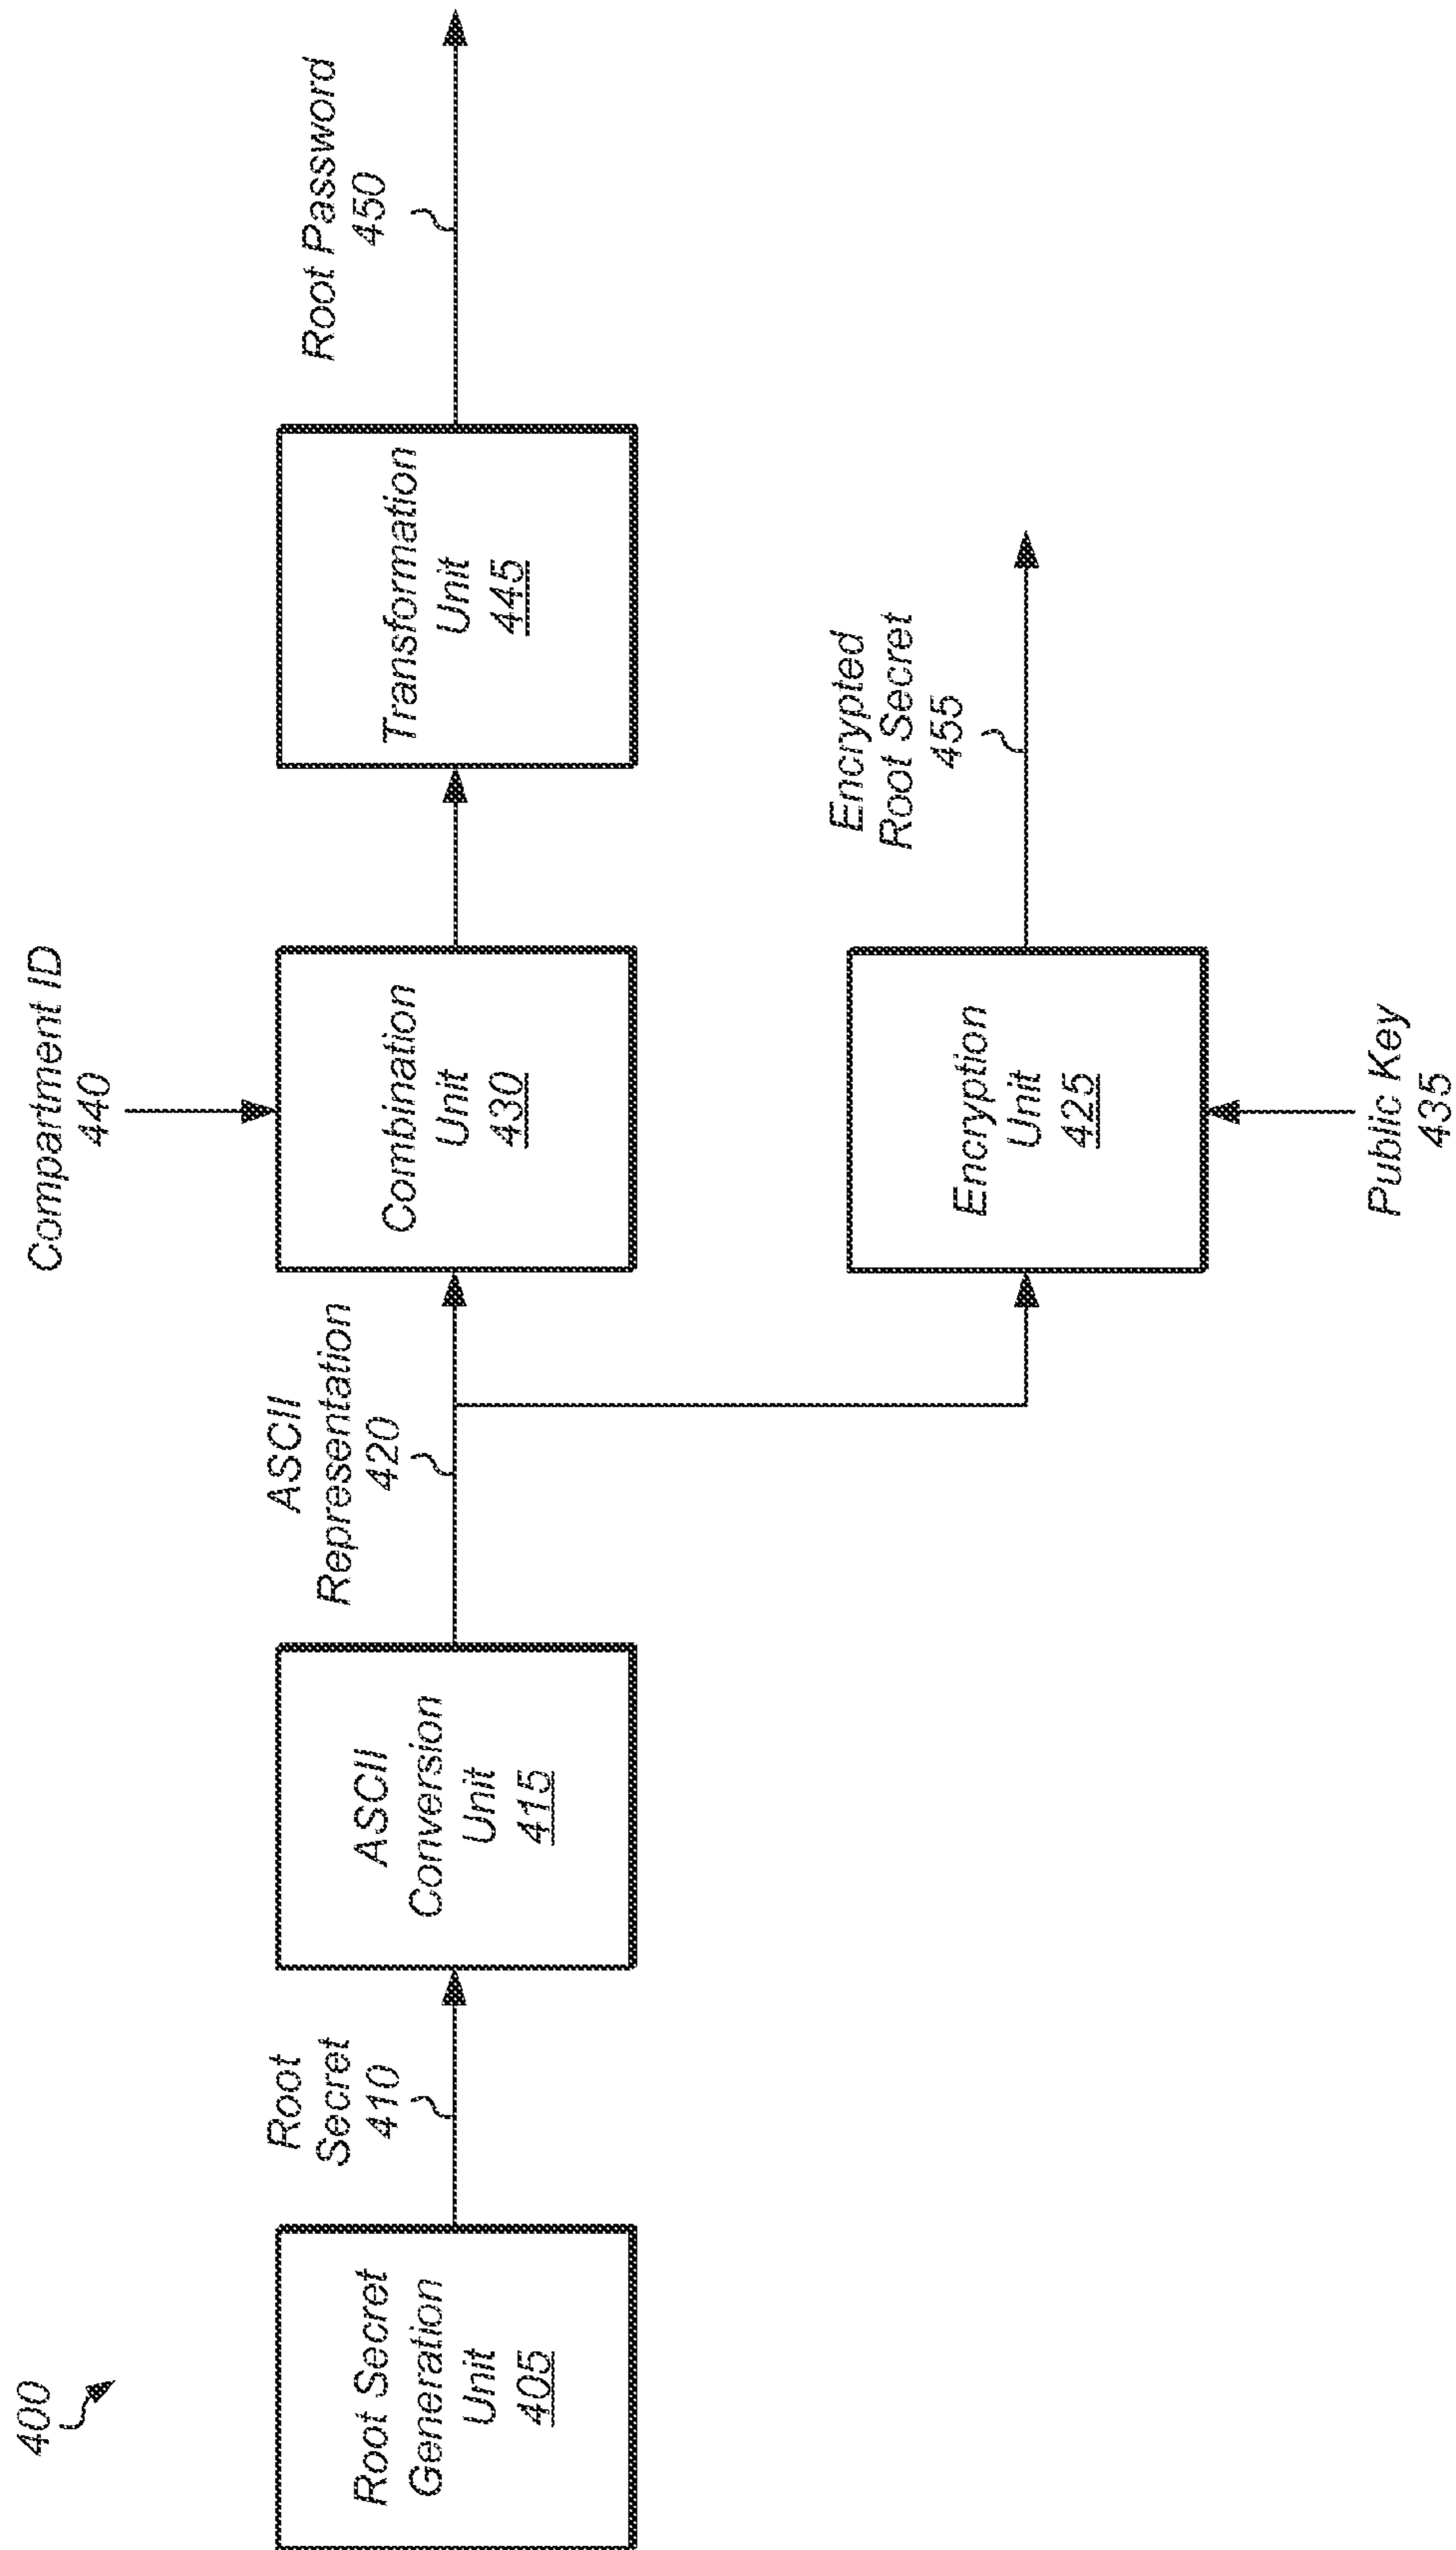 400
Compartment ID
440
Public Key
435
Root Secret
Generation
Unit
405
Root
Secret
410
ASCII
Conversion
Unit
415
ASCII
Representation
420
Combination
Unit
430
Transformation
Unit
445
Root Password
450
Encryption
Unit
425
Encrypted
Root Secret
455